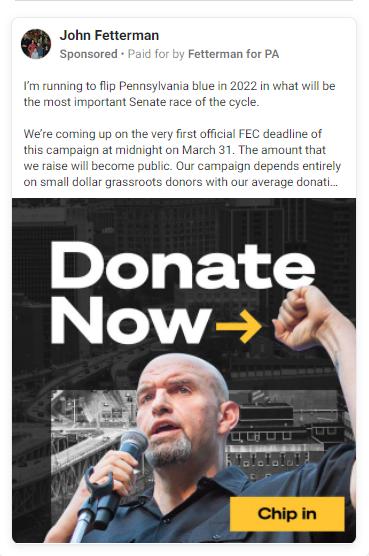 John Fetterman
Sponsored • Paid for by Fetterman for PA
I'm running to flip Pennsylvania blue in 2022 in what will be
the most important Senate race of the cycle.
We're coming up on the very first official FEC deadline of
this campaign at midnight on March 31. The amount that
we raise will become public. Our campaign depends entirely
on small dollar grassroots donors with our average donati...
Donate
Now→
Chip in